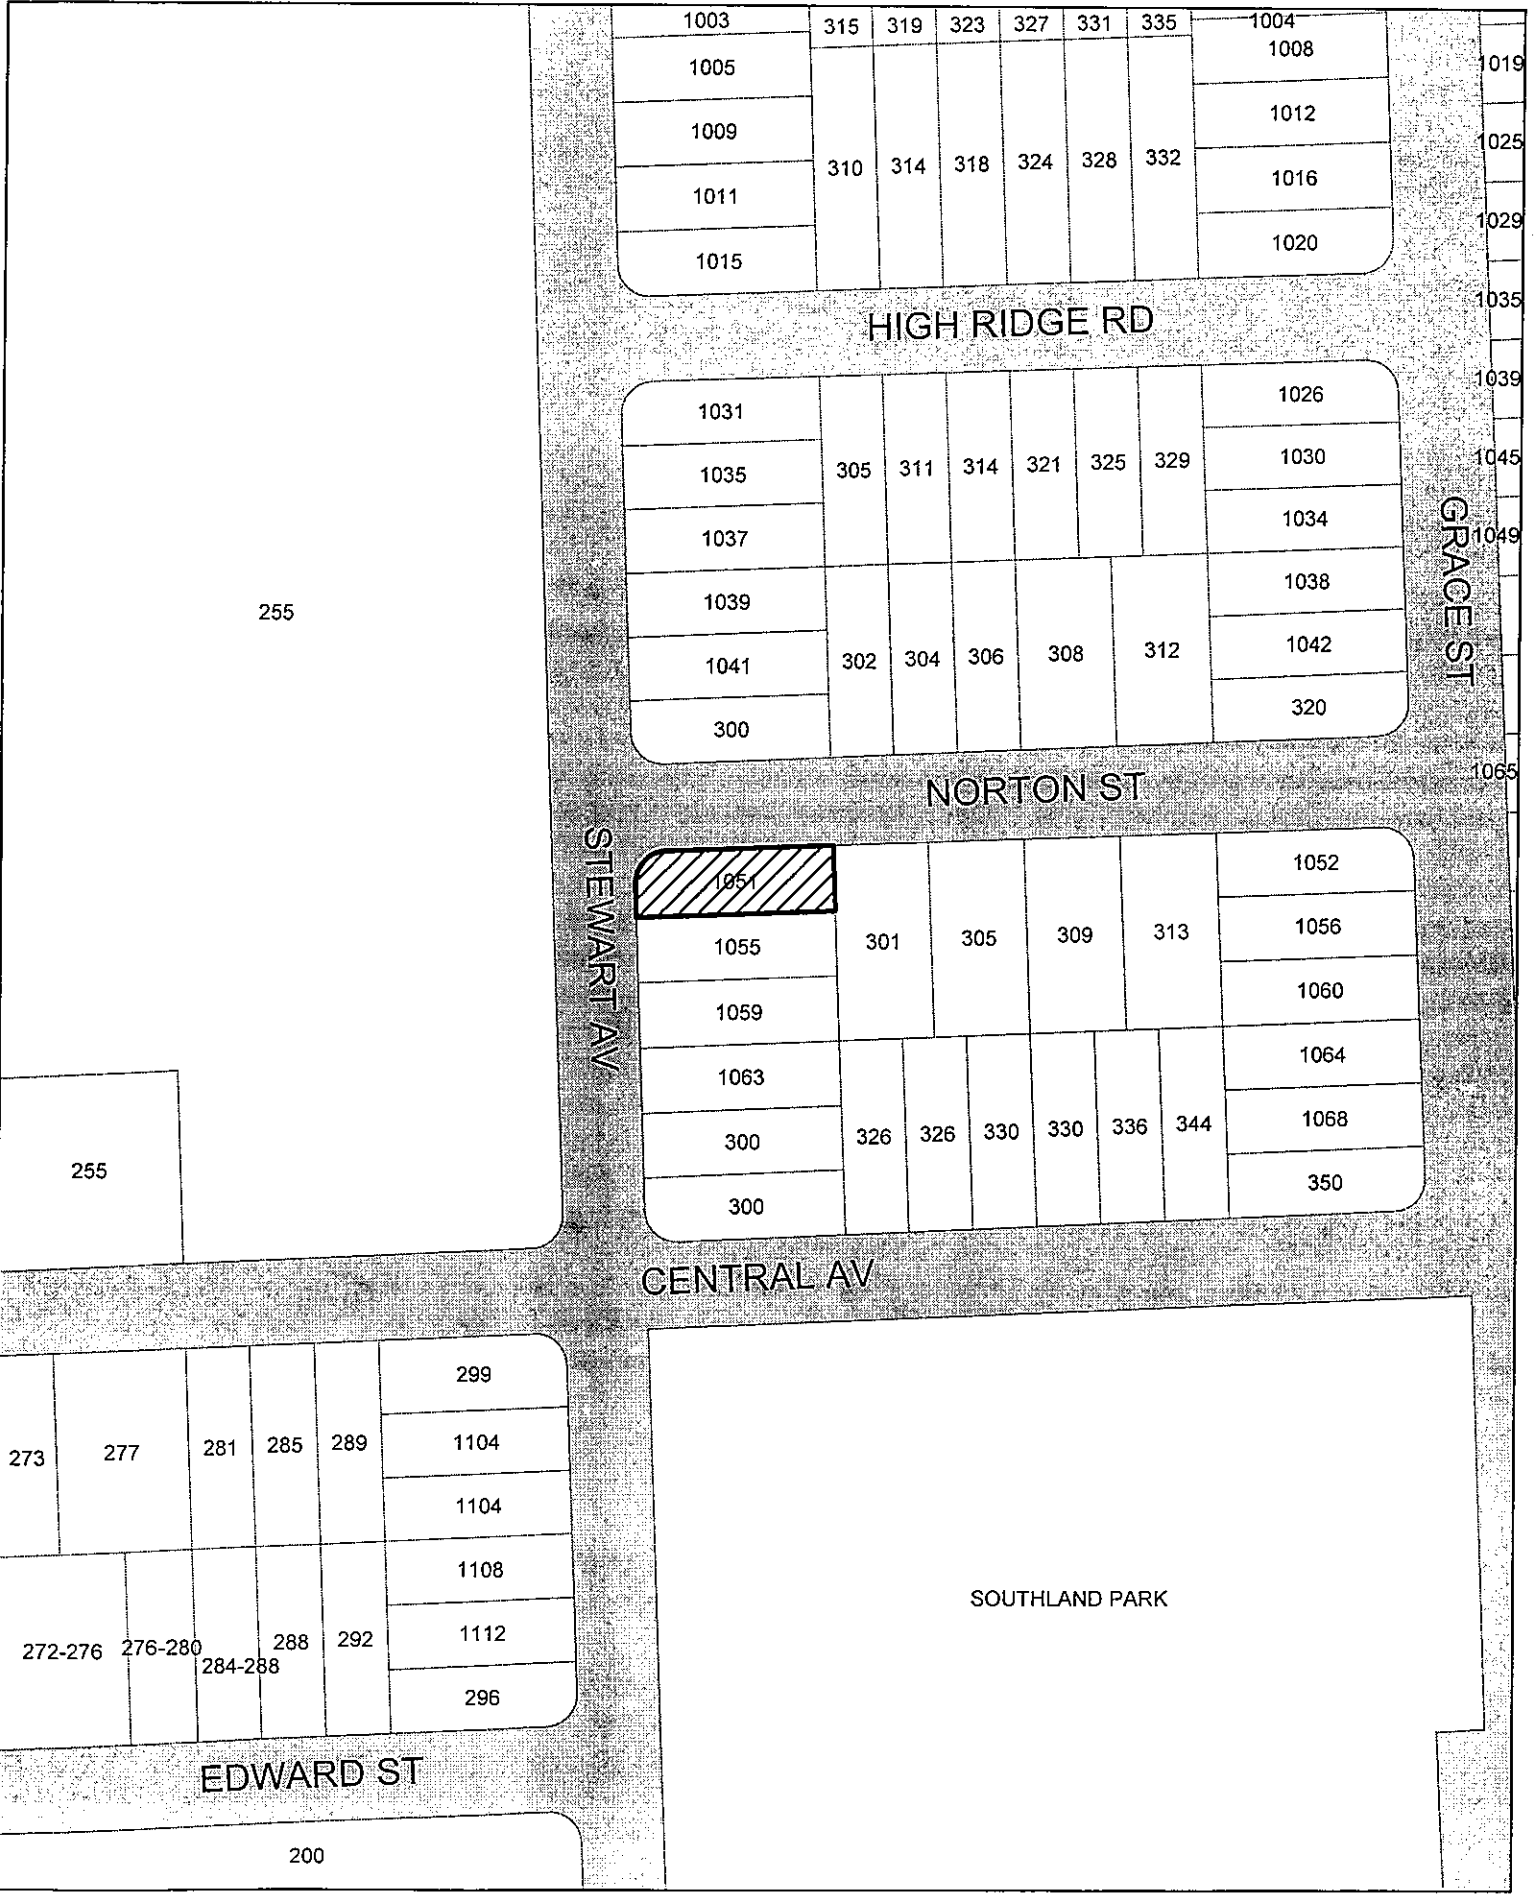 1003 315 319 323 327 331 335 1004
1008
1005 1019
1009 1012
1025
310 314 318 324 328 332
1011 1016
1029
1015 1020
1035
HIGH RIDGE RD
1039
1031 1026
1035 305 311 314 321 325 329 1030 1045
1037 1034
1049
GRACE ST
1039 1038
255
1041 302 304 306 308 312 1042
300 320
NORTON ST
1065
STEWART AV
1051 1052
1055 301 305 309 313 1056
1059 1060
1063 1064
300 326 326 330 330 336 344 1068
255
300 350
CENTRAL AV
299
273 277 281 285 289 1104
1104
1108
SOUTHLAND PARK
272-276 276-280 284-288 288 292 1112
296
EDWARD ST
200